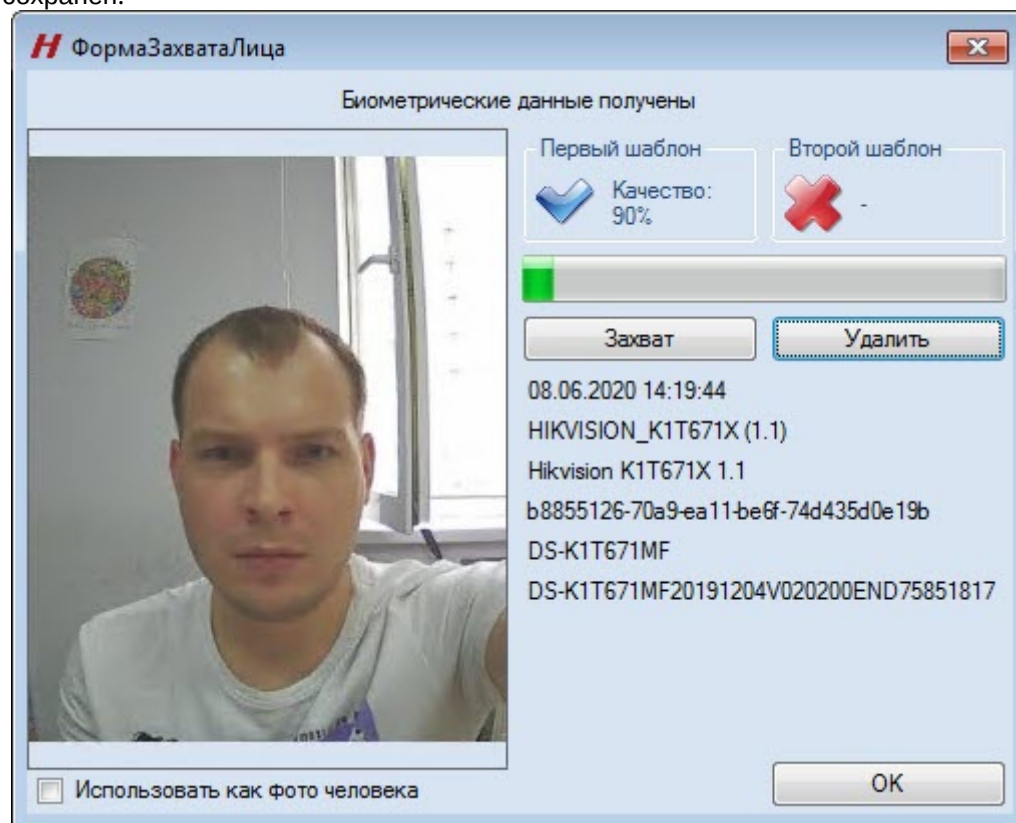 сохранен.
H ФормаЗахватаЛица
Биометрические данные получены
Первый шаблон
Качество:
90%
Второй шаблон
-
Захват
Удалить
08.06.2020 14:19:44
HIKVISION_K1T671X (1.1)
Hikvision K1T671X 1.1
b8855126-70a9-ea11-be6f-74d435d0e19b
DS-K1T671MF
DS-K1T671MF20191204V020200END75851817
Использовать как фото человека
OK